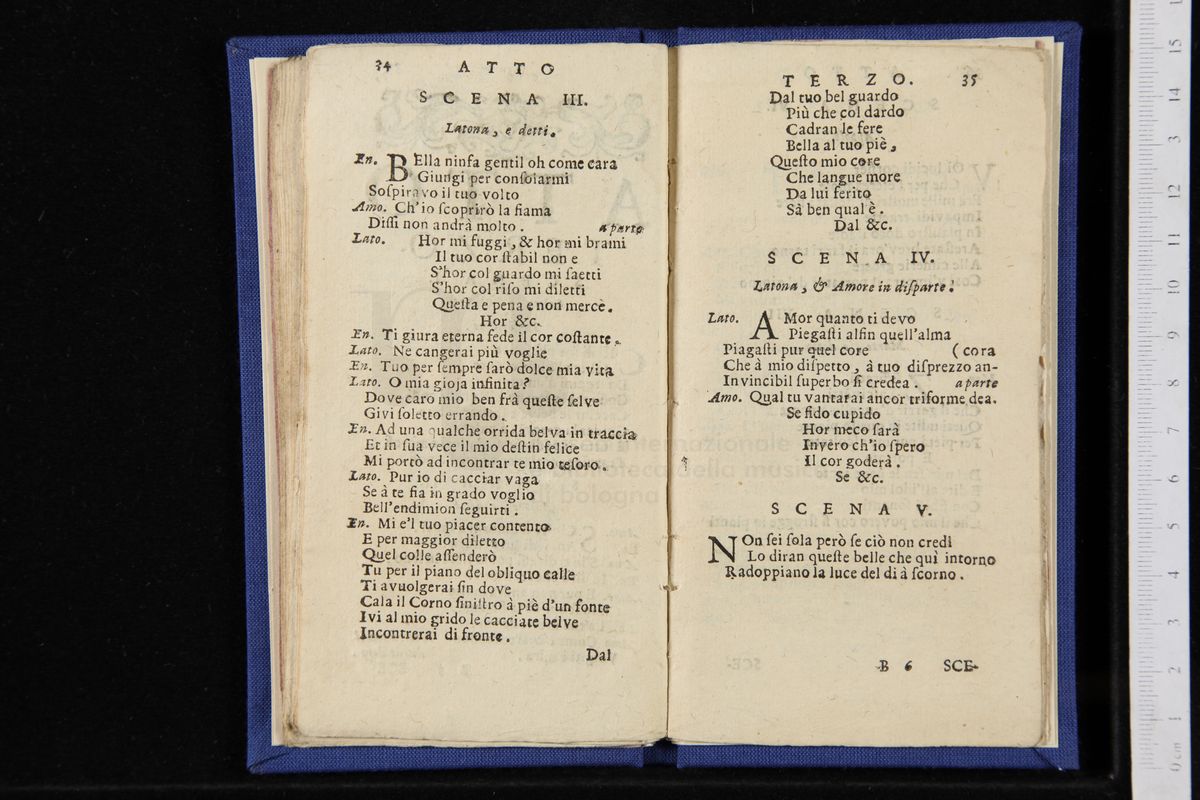 34 ATTO
SCENA III.
Latona, e detti.
En. BElla ninfa gentil oh come cara
Giungi per consolarmi
Sospiravo il tuo volto
Amo. Ch'io scoprirò la fiama
Dissi non andrà molto. a parte
Lato. Hor mi fuggi, & hor mi brami
Il tuo cor stabil non e
S'hor col guardo mi saetti
S'hor col riso mi diletti
Questa e pena e non mercè.
Hor &c.
En. Ti giura eterna fede il cor costante.
Lato. Ne cangerai più voglie
En. Tuo per sempre sarò dolce mia vita
Lato. O mia gioja infinita?
Dove caro mio ben frà queste selve
Givi soletto errando.
En. Ad una qualche orrida belva in traccia
Et in sua vece il mio destin felice
Mi portò ad incontrar te mio tesoro.
Lato. Pur io di cacciar vaga
Se à te fia in grado voglio
Bell'endimion seguirti.
En. Mi e'l tuo piacer contento
E per maggior diletto
Quel colle assenderò
Tu per il piano del obliquo calle
Ti avuolgerai sin dove
Cala il Corno sinistro à piè d'un fonte
Ivi al mio grido le cacciate belve
Incontrerai di fronte.
Dal
TERZO. 35
Dal tuo bel guardo
Più che col dardo
Cadran le fere
Bella al tuo piè,
Questo mio core
Che langue more
Da lui ferito
Sà ben qual è.
Dal &c.
SCENA IV.
Latona, & Amore in disparte.
Lato. AMor quanto ti devo
Piegasti alfin quell'alma
Piagasti pur quel core (cora
Che à mio dispetto, à tuo disprezzo an-
Invincibil superbo si credea. a parte
Amo. Qual tu vantarai ancor triforme dea.
Se fido cupido
Hor meco sarà
Invero ch'io spero
Il cor goderà.
Se &c.
SCENA V.
NOn sei sola però se ciò non credi
Lo diran queste belle che quì intorno
Radoppiano la luce del di à scorno.
B 6 SCE-